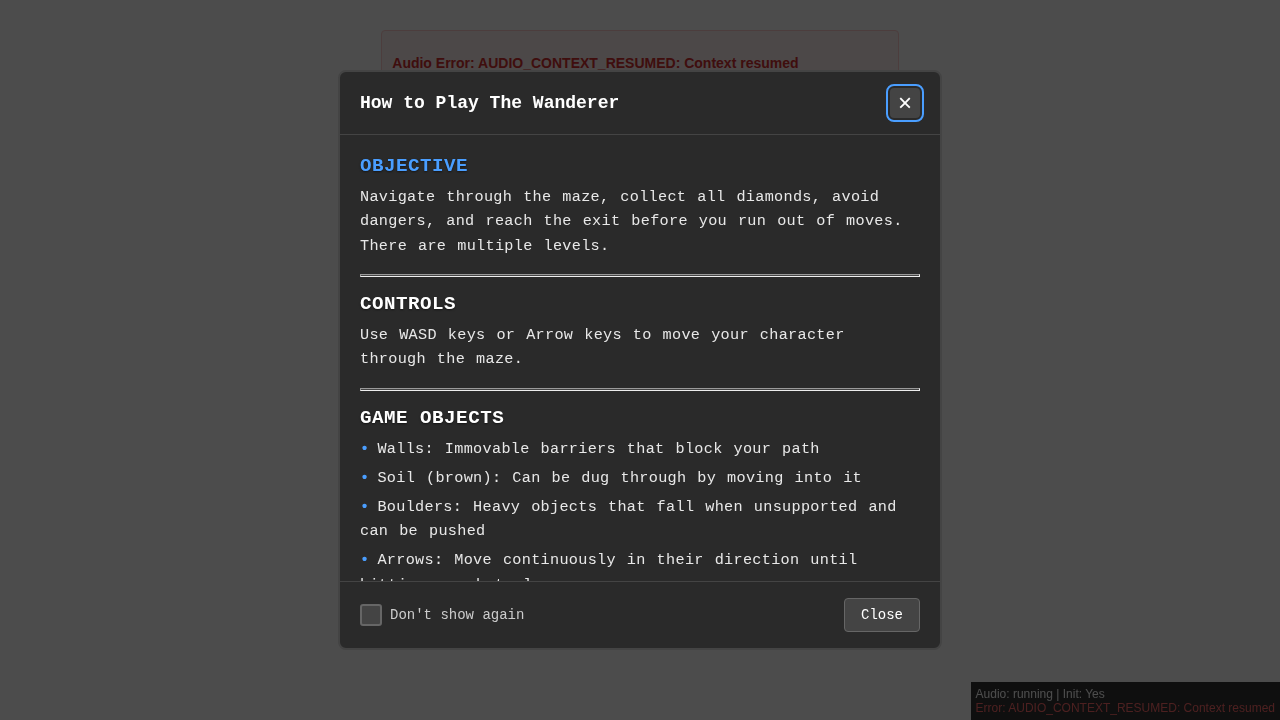 Audio Error: AUDIO_CONTEXT_RESUMED: Context resumed
How to Play The Wanderer
OBJECTIVE
Navigate through the maze, collect all diamonds, avoid
dangers, and reach the exit before you run out of moves.
There are multiple levels.
CONTROLS
Use WASD keys or Arrow keys to move your character
through the maze.
GAME OBJECTS
• Walls: Immovable barriers that block your path
• Soil (brown): Can be dug through by moving into it
• Boulders: Heavy objects that fall when unsupported and
can be pushed
• Arrows: Move continuously in their direction until
Don't show again
Close
Audio: running | Init: Yes
Error: AUDIO_CONTEXT_RESUMED: Context resumed